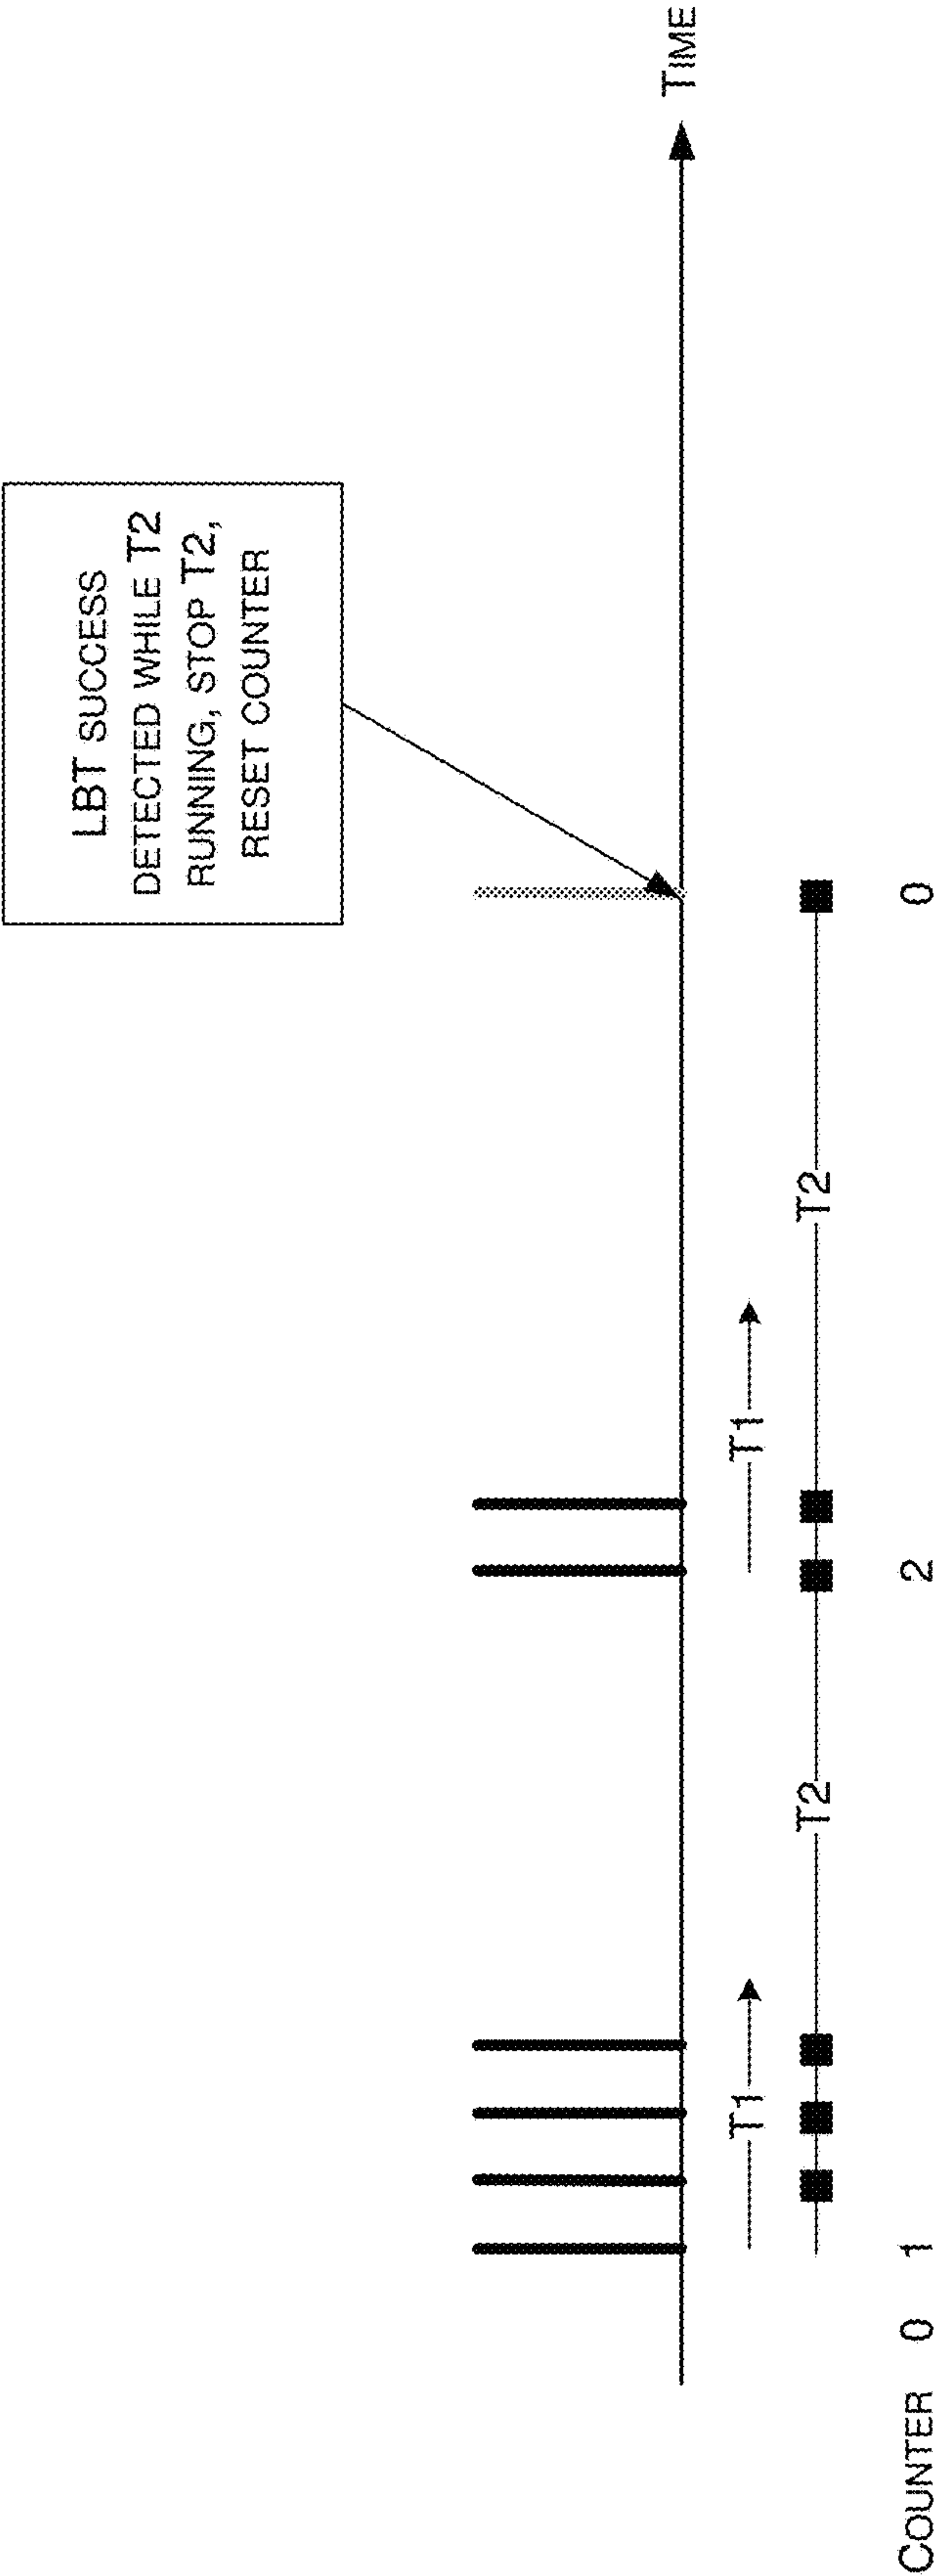 LBT SUCCESS
DETECTED WHILE T2
RUNNING, STOP T2,
RESET COUNTER
TIME
T1
T1
T2
T2
COUNTER 0 1 2 0